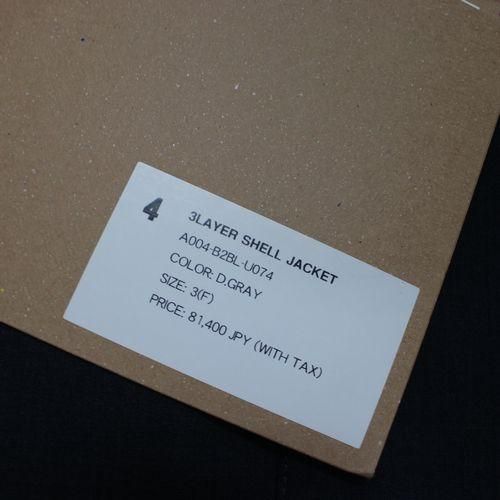 4
3LAYER SHELL JACKET
A004-B2BL-U074
COLOR: D.GRAY
SIZE: 3(F)
PRICE: 81,400 JPY (WITH TAX)